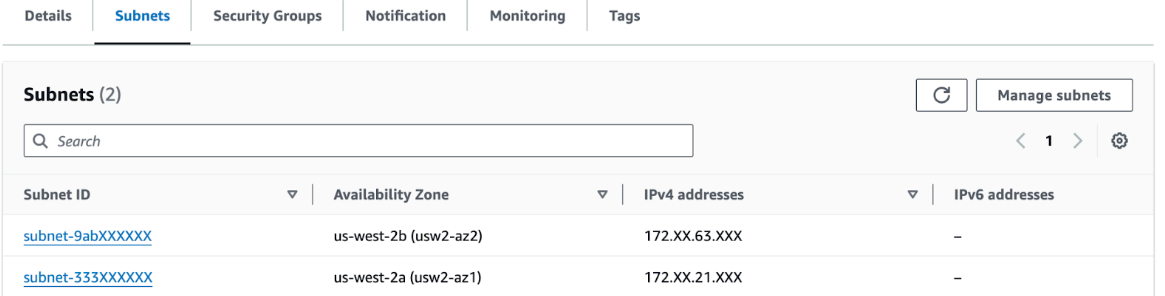 Details Subnets Security Groups Notification Monitoring Tags
Subnets (2) Manage subnets
Search 1
Subnet ID Availability Zone IPv4 addresses IPv6 addresses
subnet-9abXXXXXX us-west-2b (usw2-az2) 172.XX.63.XXX –
subnet-333XXXXXX us-west-2a (usw2-az1) 172.XX.21.XXX –